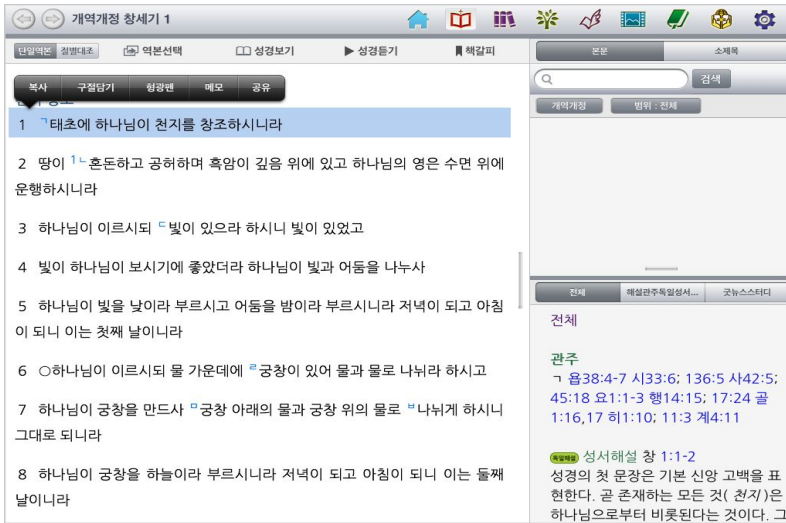 개역개정 창세기 1
단일역본 절별대조 역본선택 성경보기 성경듣기 책갈피
복사 구절담기 형광펜 메모 공유
1 ㄱ태초에 하나님이 천지를 창조하시니라
2 땅이 1ㄴ혼돈하고 공허하며 흑암이 깊음 위에 있고 하나님의 영은 수면 위에
운행하시니라
3 하나님이 이르시되 ㄷ빛이 있으라 하시니 빛이 있었고
4 빛이 하나님이 보시기에 좋았더라 하나님이 빛과 어둠을 나누사
5 하나님이 빛을 낮이라 부르시고 어둠을 밤이라 부르시니라 저녁이 되고 아침
이 되니 이는 첫째 날이니라
6 ○하나님이 이르시되 물 가운데에 ㄹ궁창이 있어 물과 물로 나뉘라 하시고
7 하나님이 궁창을 만드사 ㅁ궁창 아래의 물과 궁창 위의 물로 ㅂ나뉘게 하시니
그대로 되니라
8 하나님이 궁창을 하늘이라 부르시니라 저녁이 되고 아침이 되니 이는 둘째
날이니라
본문 소제목
검색
개역개정 범위 : 전체
전체 해설관주독일성서... 굿뉴스스터디
전체
관주
ㄱ 욥38:4-7 시33:6; 136:5 사42:5;
45:18 요1:1-3 행14:15; 17:24 골
1:16,17 히1:10; 11:3 계4:11
독일해설 성서해설 창 1:1-2
성경의 첫 문장은 기본 신앙 고백을 표
현한다. 곧 존재하는 모든 것( 천지 )은
하나님으로부터 비롯된다는 것이다. 그